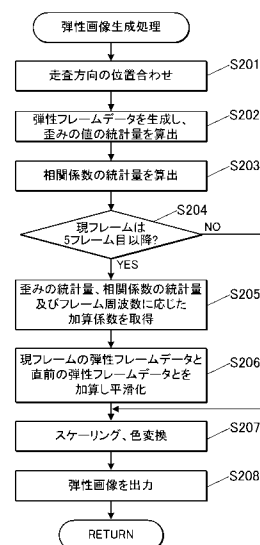 弾性画像生成処理
S201
走査方向の位置合わせ
S202
弾性フレームデータを生成し、
歪みの値の統計量を算出
S203
相関係数の統計量を算出
S204
現フレームは
5フレーム目以降?
NO
YES
S205
歪みの統計量、相関係数の統計量
及びフレーム周波数に応じた
加算係数を取得
S206
現フレームの弾性フレームデータと
直前の弾性フレームデータとを
加算し平滑化
S207
スケーリング、色変換
S208
弾性画像を出力
RETURN